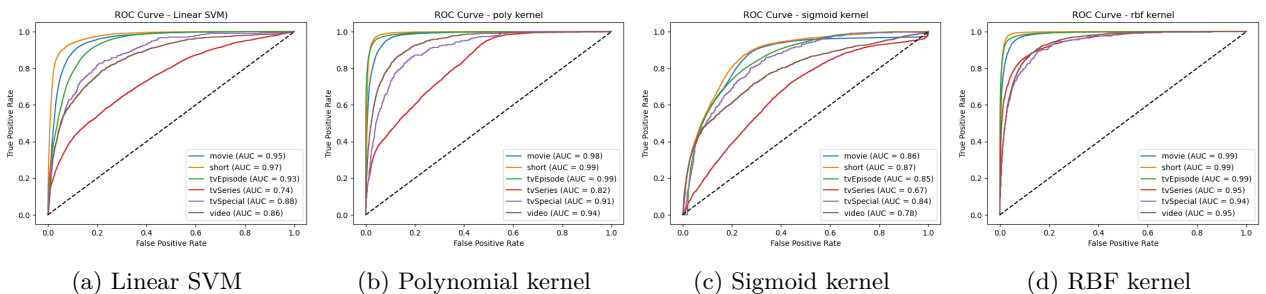 ROC Curve - Linear SVM)
True Positive Rate
1.0
0.8
0.6
0.4
0.2
0.0
movie (AUC = 0.95)
short (AUC = 0.97)
tvEpisode (AUC = 0.93)
tvSeries (AUC = 0.74)
tvSpecial (AUC = 0.88)
video (AUC = 0.86)
0.0 0.2 0.4 0.6 0.8 1.0
False Positive Rate
(a) Linear SVM
ROC Curve - poly kernel
True Positive Rate
1.0
0.8
0.6
0.4
0.2
0.0
movie (AUC = 0.98)
short (AUC = 0.99)
tvEpisode (AUC = 0.99)
tvSeries (AUC = 0.82)
tvSpecial (AUC = 0.91)
video (AUC = 0.94)
0.0 0.2 0.4 0.6 0.8 1.0
False Positive Rate
(b) Polynomial kernel
ROC Curve - sigmoid kernel
True Positive Rate
1.0
0.8
0.6
0.4
0.2
0.0
movie (AUC = 0.86)
short (AUC = 0.87)
tvEpisode (AUC = 0.85)
tvSeries (AUC = 0.67)
tvSpecial (AUC = 0.84)
video (AUC = 0.78)
0.0 0.2 0.4 0.6 0.8 1.0
False Positive Rate
(c) Sigmoid kernel
ROC Curve - rbf kernel
True Positive Rate
1.0
0.8
0.6
0.4
0.2
0.0
movie (AUC = 0.99)
short (AUC = 0.99)
tvEpisode (AUC = 0.99)
tvSeries (AUC = 0.95)
tvSpecial (AUC = 0.94)
video (AUC = 0.95)
0.0 0.2 0.4 0.6 0.8 1.0
False Positive Rate
(d) RBF kernel